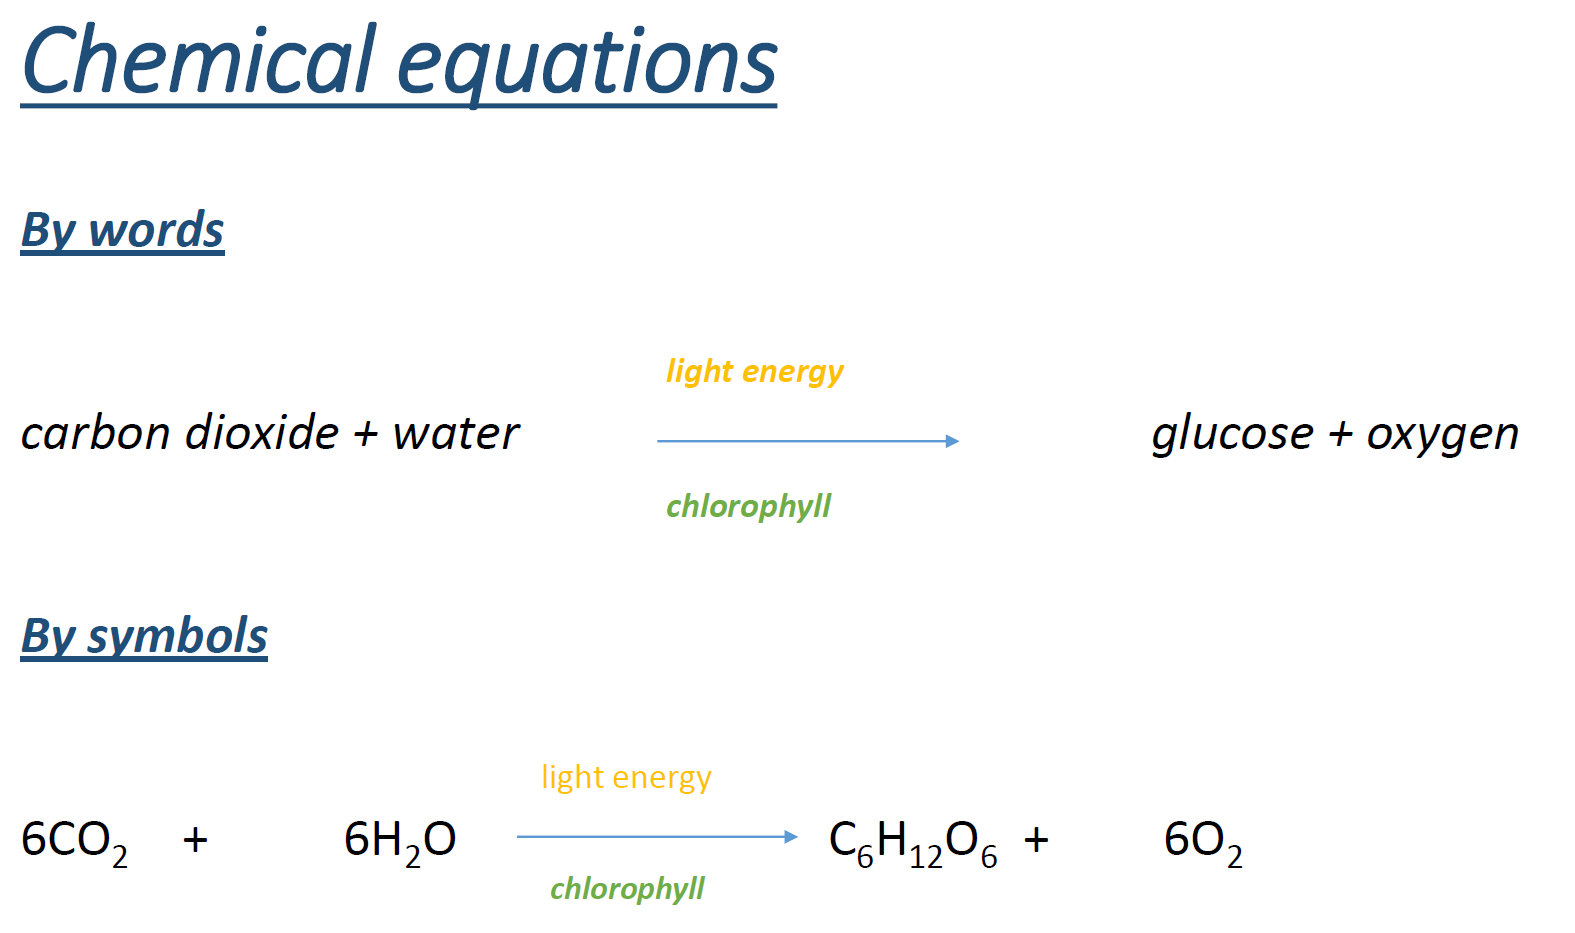 Chemical equations
By words
light energy
carbon dioxide + water glucose + oxygen
chlorophyll
By symbols
light energy
6CO₂ + 6H₂O C₆H₁₂O₆ + 6O₂
chlorophyll